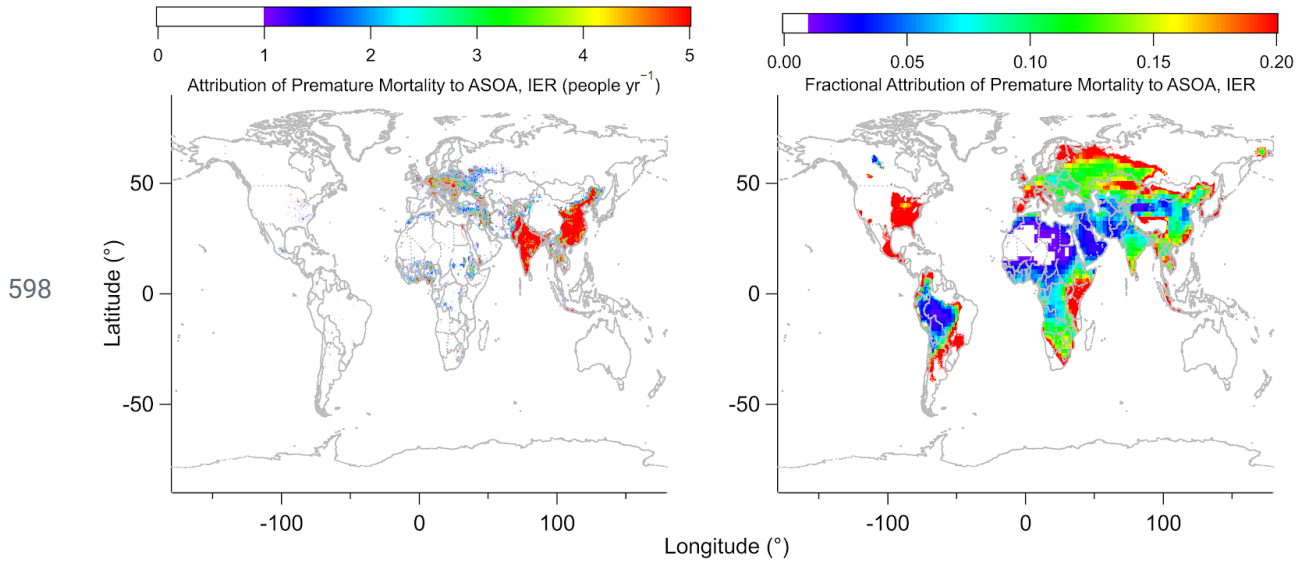 0 1 2 3 4 5
Attribution of Premature Mortality to ASOA, IER (people yr⁻¹)
0.00 0.05 0.10 0.15 0.20
Fractional Attribution of Premature Mortality to ASOA, IER
598
Latitude (°)
50
0
-50
-100 0 100
-100 0 100
Longitude (°)
50
0
-50